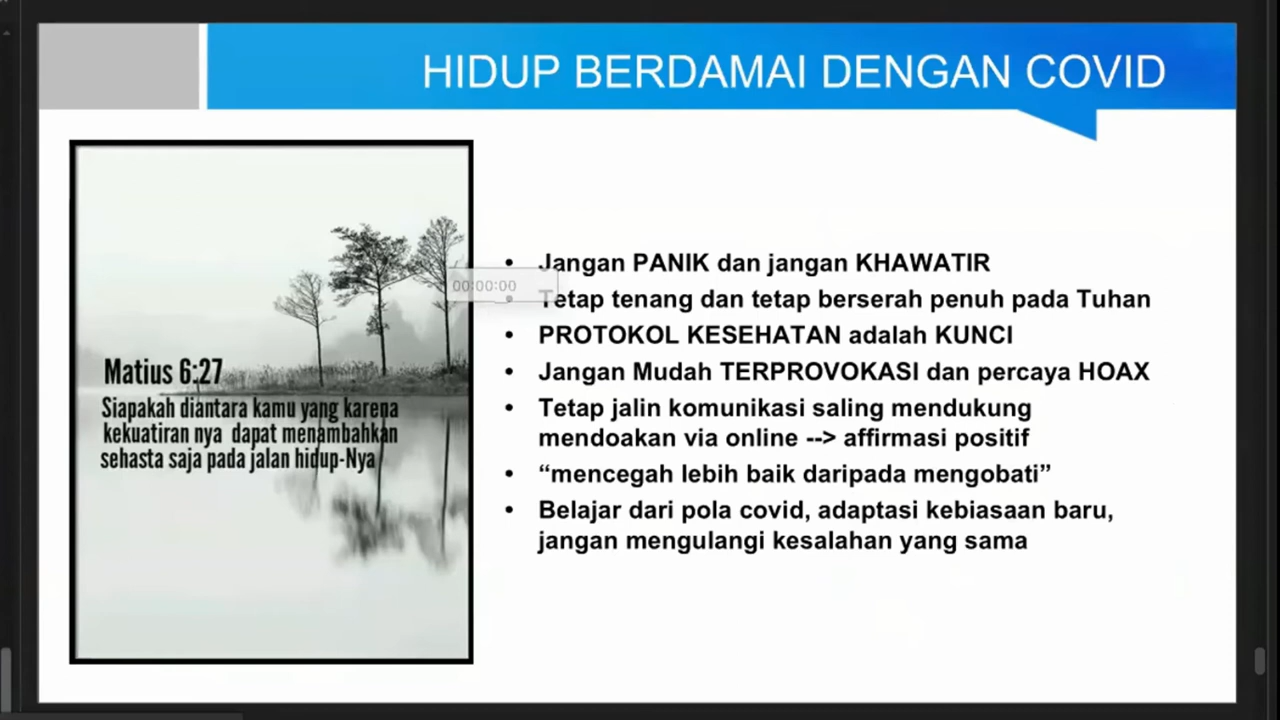 HIDUP BERDAMAI DENGAN COVID
Matius 6:27
Siapakah diantara kamu yang karena
kekuatiran nya dapat menambahkan
sehasta saja pada jalan hidup-Nya
00:00:00
• Jangan PANIK dan jangan KHAWATIR
• Tetap tenang dan tetap berserah penuh pada Tuhan
• PROTOKOL KESEHATAN adalah KUNCI
• Jangan Mudah TERPROVOKASI dan percaya HOAX
• Tetap jalin komunikasi saling mendukung
mendoakan via online --> affirmasi positif
• “mencegah lebih baik daripada mengobati”
• Belajar dari pola covid, adaptasi kebiasaan baru,
jangan mengulangi kesalahan yang sama